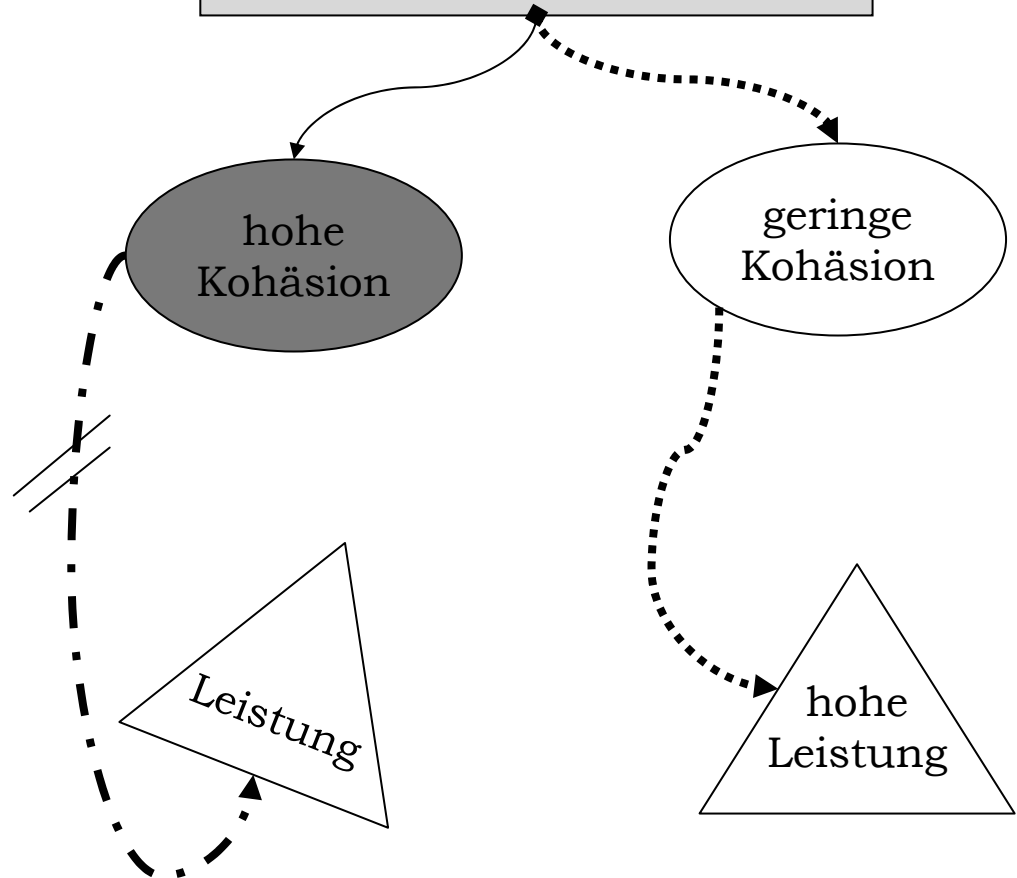 hohe
Kohäsion
geringe
Kohäsion
Leistung
hohe
Leistung